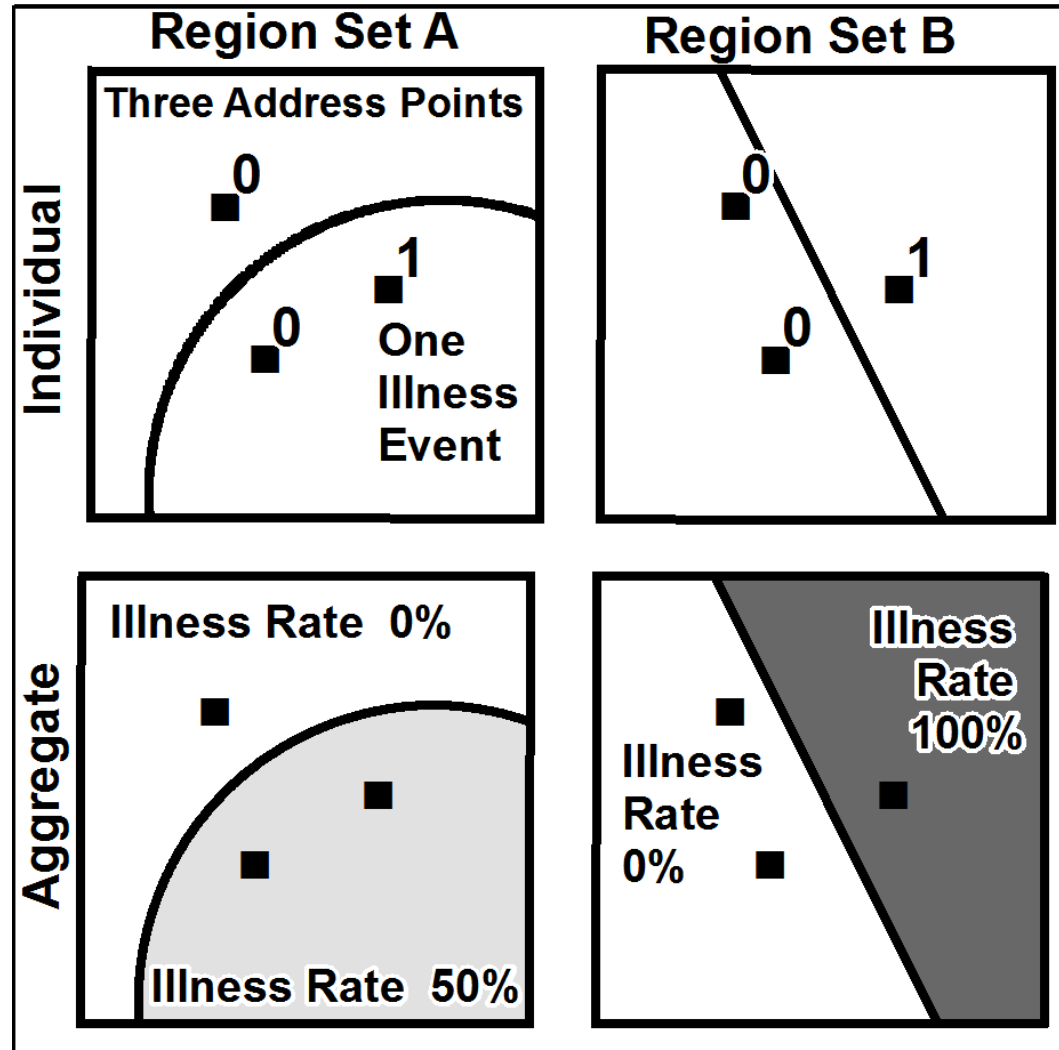 Region Set A
Region Set B
Individual
Three Address Points
0
1
0
One
Illness
Event
0
1
0
Aggregate
Illness Rate 0%
Illness Rate 50%
Illness
Rate
100%
Illness
Rate
0%